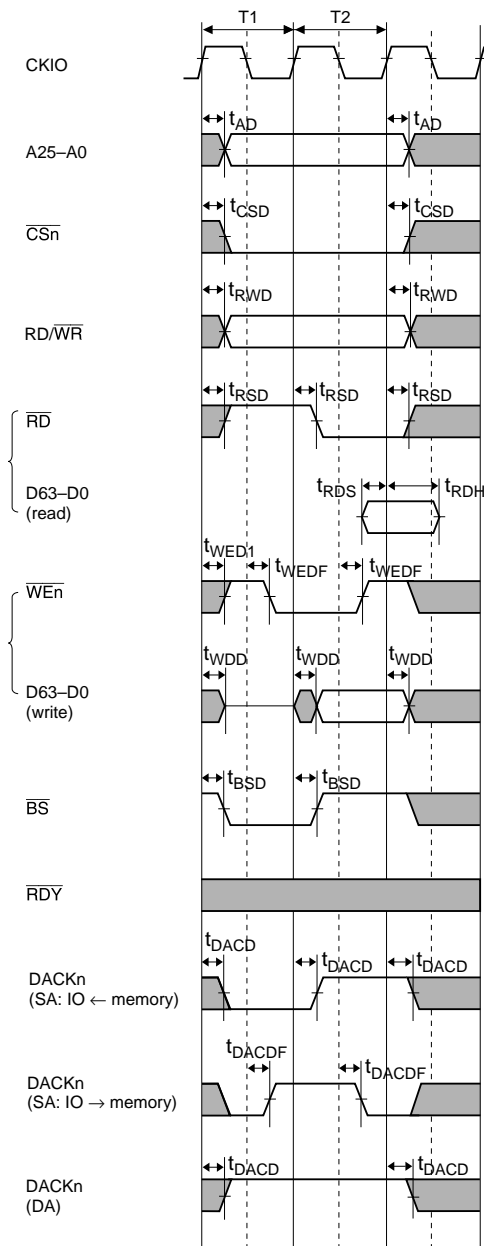 T1 T2
CKIO
tAD tAD
A25–A0
tCSD tCSD
CSn
tRWD tRWD
RD/WR
tRSD tRSD tRSD
RD
tRDS tRDH
D63–D0
(read)
tWED1 tWEDF tWEDF
WEn
tWDD tWDD tWDD
D63–D0
(write)
tBSD tBSD
BS
RDY
tDACD tDACD tDACD
DACKn
(SA: IO ← memory)
tDACDF tDACDF
DACKn
(SA: IO → memory)
tDACD tDACD
DACKn
(DA)